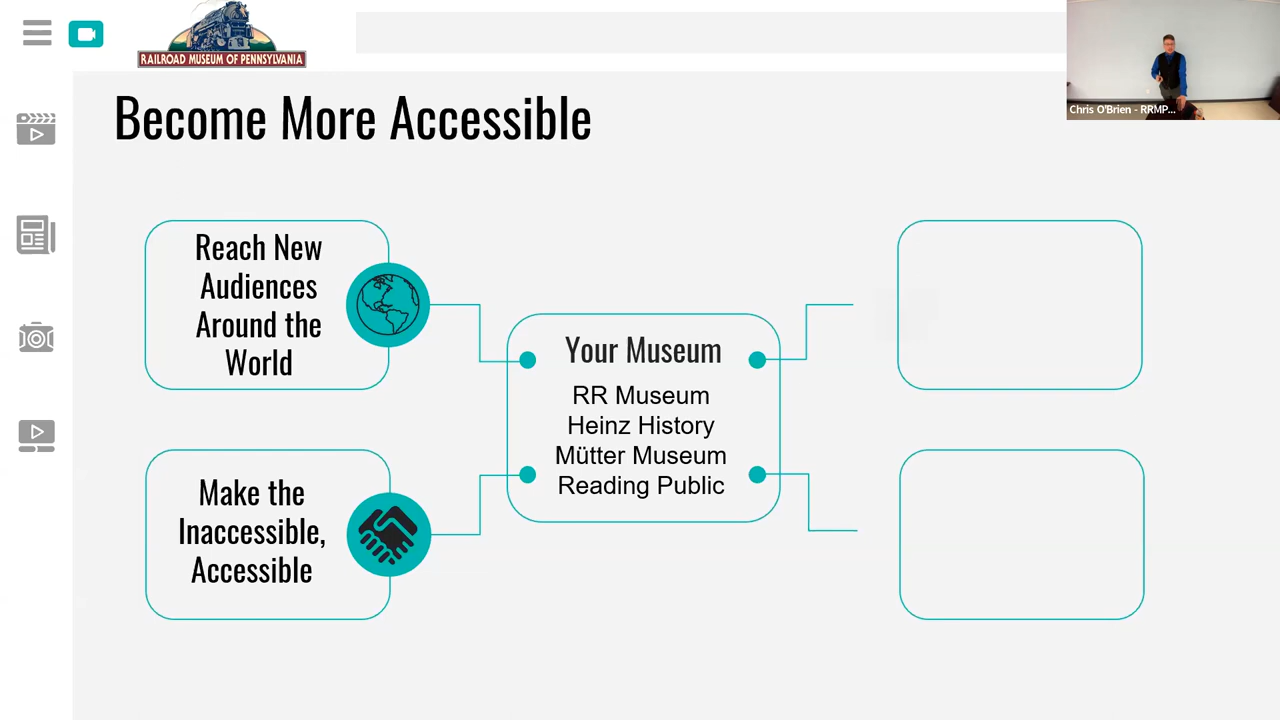 RAILROAD MUSEUM OF PENNSYLVANIA
Chris O'Brien - RRMP...
Become More Accessible
Reach New
Audiences
Around the
World
Make the
Inaccessible,
Accessible
Your Museum
RR Museum
Heinz History
Mütter Museum
Reading Public